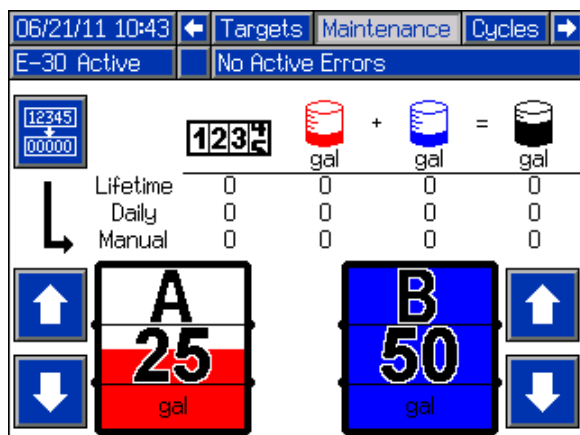 06/21/11 10:43 Targets Maintenance Cycles
E-30 Active No Active Errors
12345
00000
123
+ =
gal gal gal
Lifetime 0 0 0 0
Daily 0 0 0 0
Manual 0 0 0 0
A B
25 50
gal gal